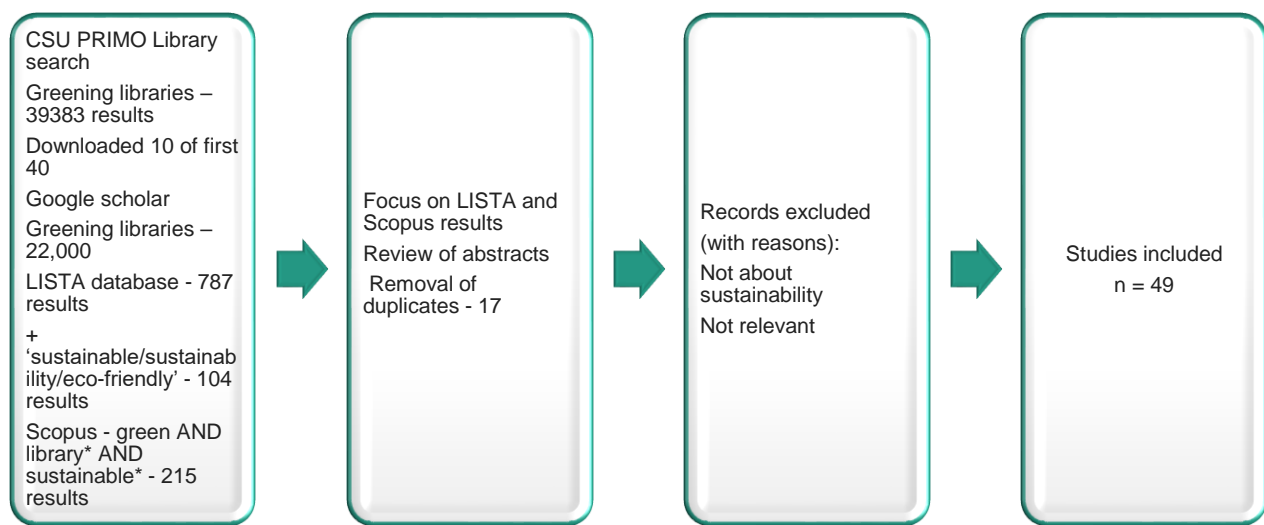 CSU PRIMO Library
search
Greening libraries –
39383 results
Downloaded 10 of first
40
Google scholar
Greening libraries –
22,000
LISTA database - 787
results
+
‘sustainable/sustainab
ility/eco-friendly’ - 104
results
Scopus - green AND
library* AND
sustainable* - 215
results
Focus on LISTA and
Scopus results
Review of abstracts
Removal of
duplicates - 17
Records excluded
(with reasons):
Not about
sustainability
Not relevant
Studies included
n = 49